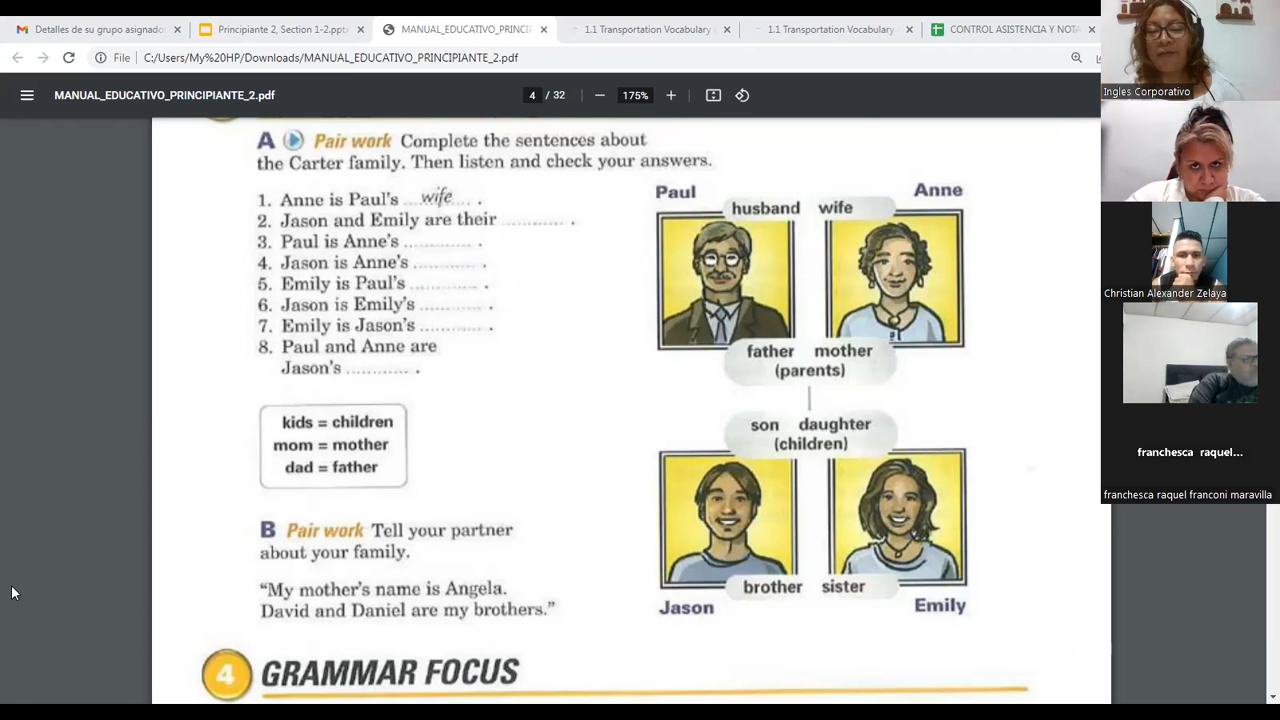 Detalles de su grupo asignado
Principiante 2, Section 1-2.pptx
MANUAL_EDUCATIVO_PRINCIPI
1.1 Transportation Vocabulary
1.1 Transportation Vocabulary
CONTROL ASISTENCIA Y NOTA
File
C:/Users/My%20HP/Downloads/MANUAL_EDUCATIVO_PRINCIPIANTE_2.pdf
MANUAL_EDUCATIVO_PRINCIPIANTE_2.pdf
4 / 32
175%
A Pair work Complete the sentences about
the Carter family. Then listen and check your answers.
1. Anne is Paul's ...wife... .
2. Jason and Emily are their ............ .
3. Paul is Anne's ............ .
4. Jason is Anne's ............ .
5. Emily is Paul's ............ .
6. Jason is Emily's ............ .
7. Emily is Jason's ............ .
8. Paul and Anne are
Jason's ............ .
kids = children
mom = mother
dad = father
B Pair work Tell your partner
about your family.
"My mother's name is Angela.
David and Daniel are my brothers."
Paul
Anne
husband wife
father mother
(parents)
son daughter
(children)
brother sister
Jason
Emily
4 GRAMMAR FOCUS
Ingles Corporativo
Christian Alexander Zelaya
franchesca raquel...
franchesca raquel franconi maravilla